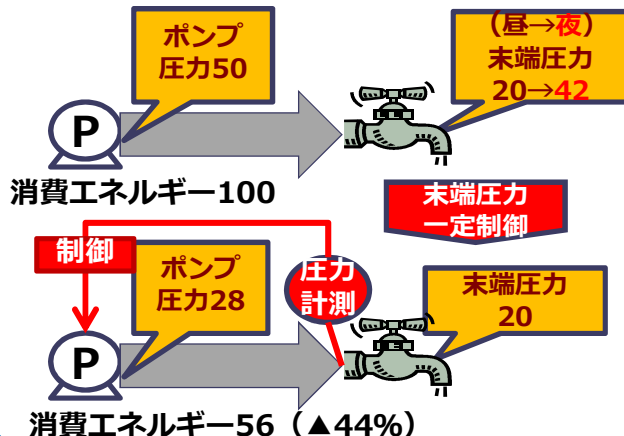 ポンプ
圧力50
（昼→夜）
末端圧力
20→42
P
消費エネルギー100
末端圧力
一定制御
制御
ポンプ
圧力28
圧力
計測
末端圧力
20
P
消費エネルギー56（▲44%）